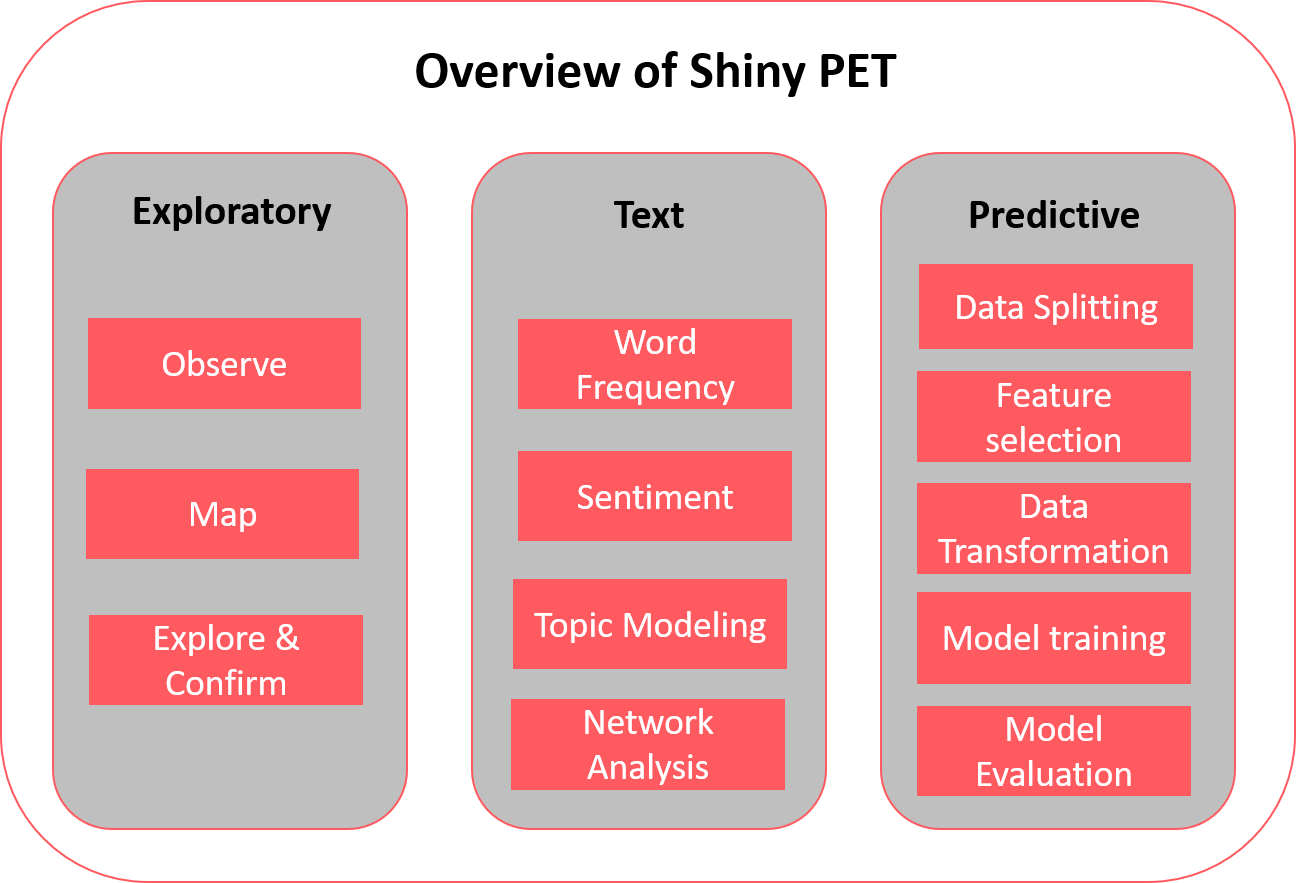 Overview of Shiny PET
Exploratory
Observe
Map
Explore &
Confirm
Text
Word
Frequency
Sentiment
Topic Modeling
Network
Analysis
Predictive
Data Splitting
Feature
selection
Data
Transformation
Model training
Model
Evaluation